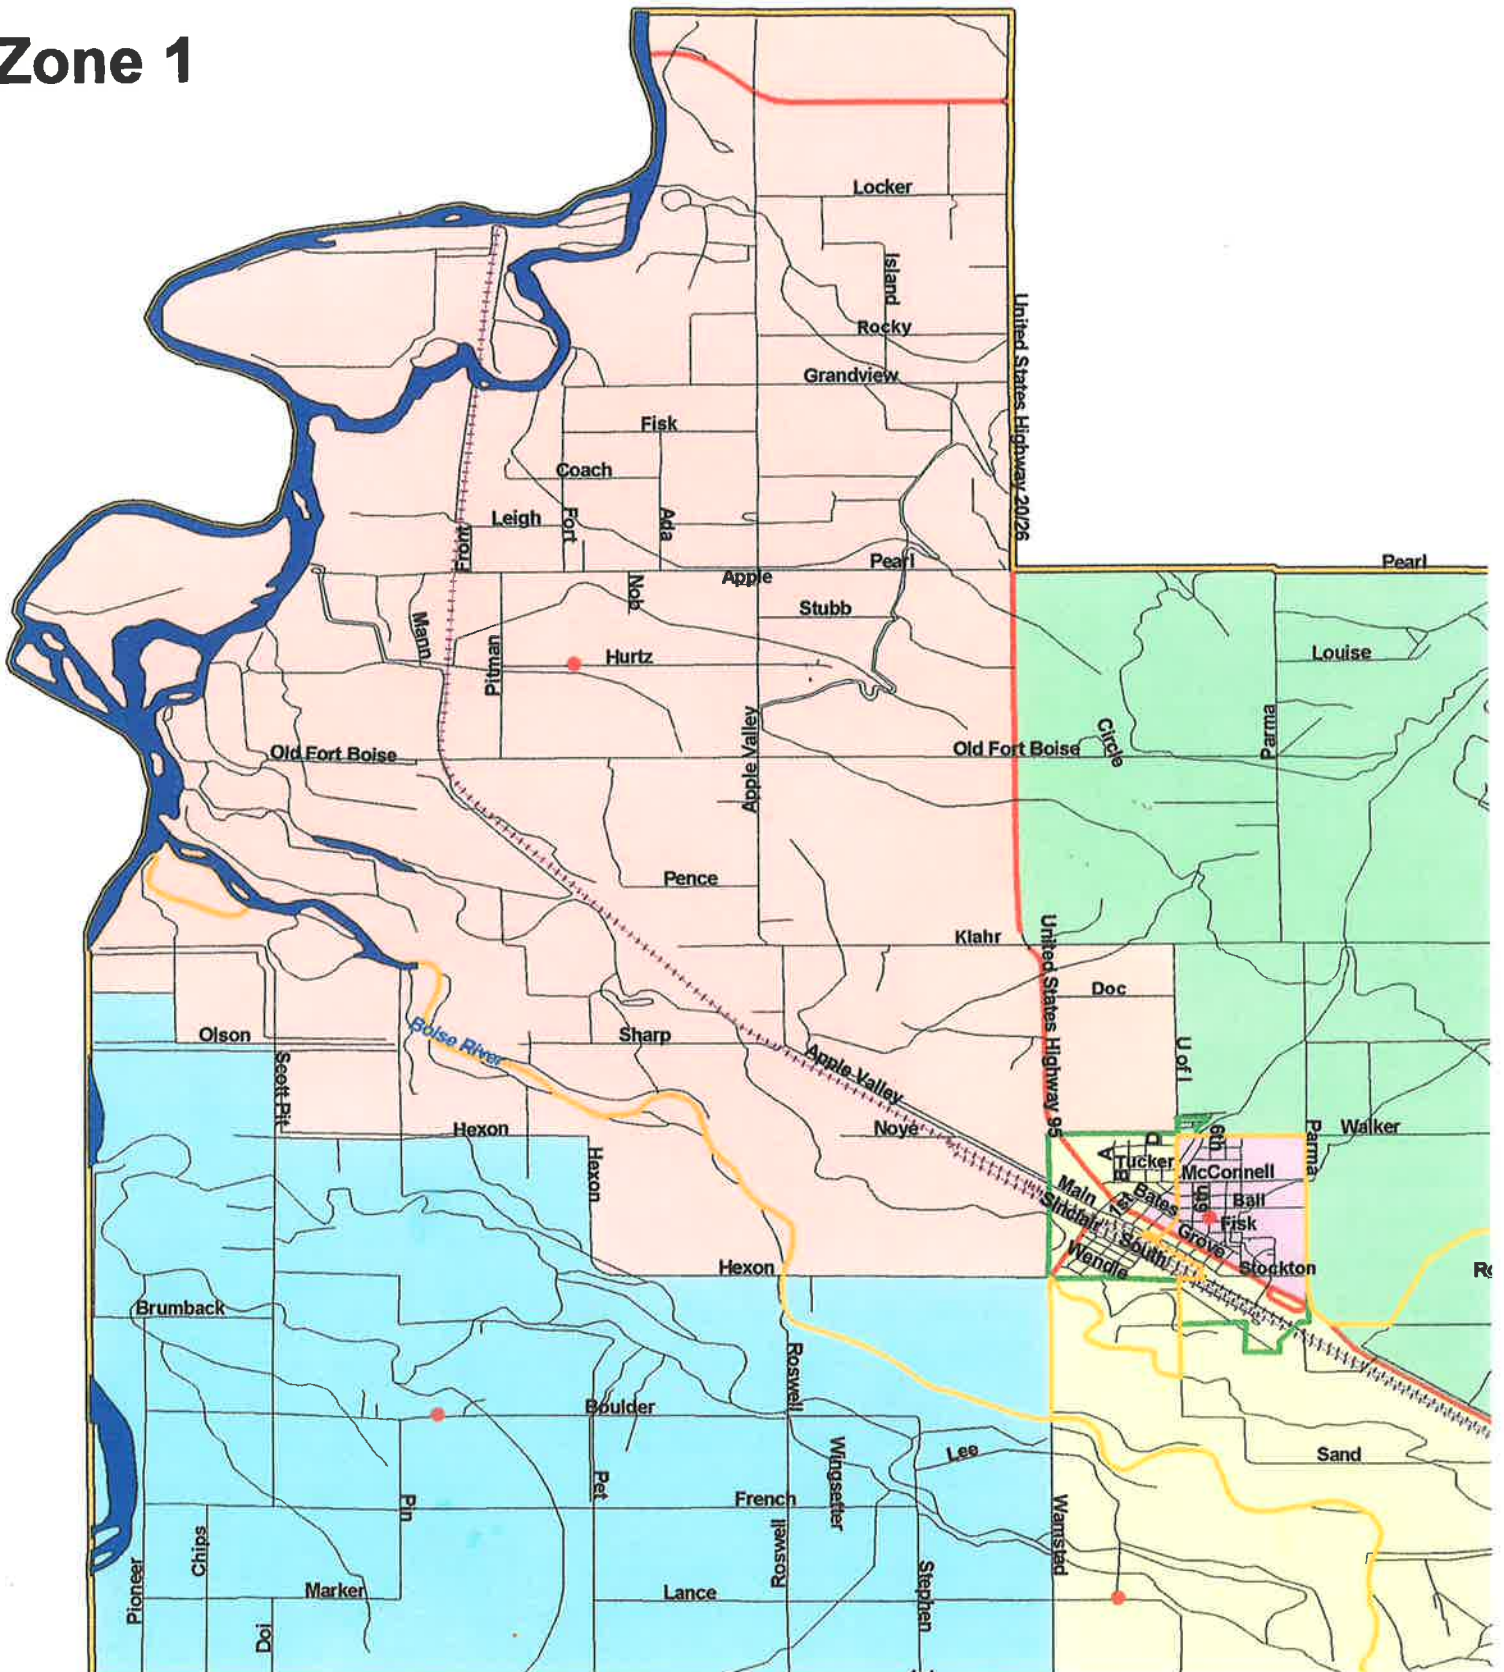 Zone 1
Locker
Island
Rocky
United States Highway 20/26
Grandview
Fisk
Coach
Leigh
Fort
Ada
Front
Pearl
Pearl
Apple
Nob
Stubb
Mann
Pitman
Hurtz
Louise
Parma
Circle
Old Fort Boise
Old Fort Boise
Apple Valley
Pence
Klahr
United States Highway 95
Doc
Olson
Boise River
Sharp
Apple Valley
U of I
Scott Pit
Hexon
Noye
6th
Parma
Walker
D
A
B
Tucker
McConnell
Hexon
Main
Bates
1st
9th
Ball
Sinclair
Fisk
South
Grove
Wendle
Stockton
Hexon
Ro
Brumback
Roswell
Boulder
Lee
Sand
Wingsetter
Pet
Pin
French
Wamstad
Chips
Roswell
Pioneer
Marker
Lance
Stephen
Doi